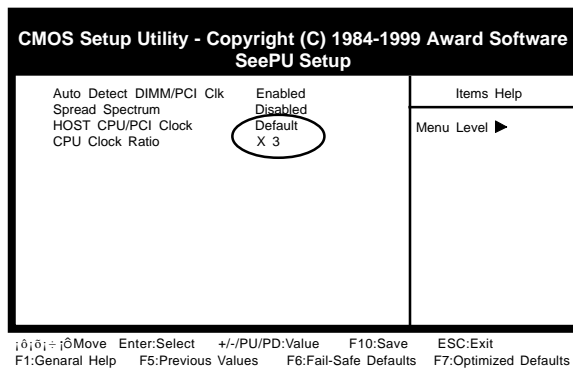 CMOS Setup Utility - Copyright (C) 1984-1999 Award Software
SeePU Setup
Auto Detect DIMM/PCI Clk Enabled
Spread Spectrum Disabled
HOST CPU/PCI Clock Default
CPU Clock Ratio X 3
Items Help
Menu Level ▶
¡ô¡õ¡÷¡ÔMove Enter:Select +/-/PU/PD:Value F10:Save ESC:Exit
F1:Genaral Help F5:Previous Values F6:Fail-Safe Defaults F7:Optimized Defaults